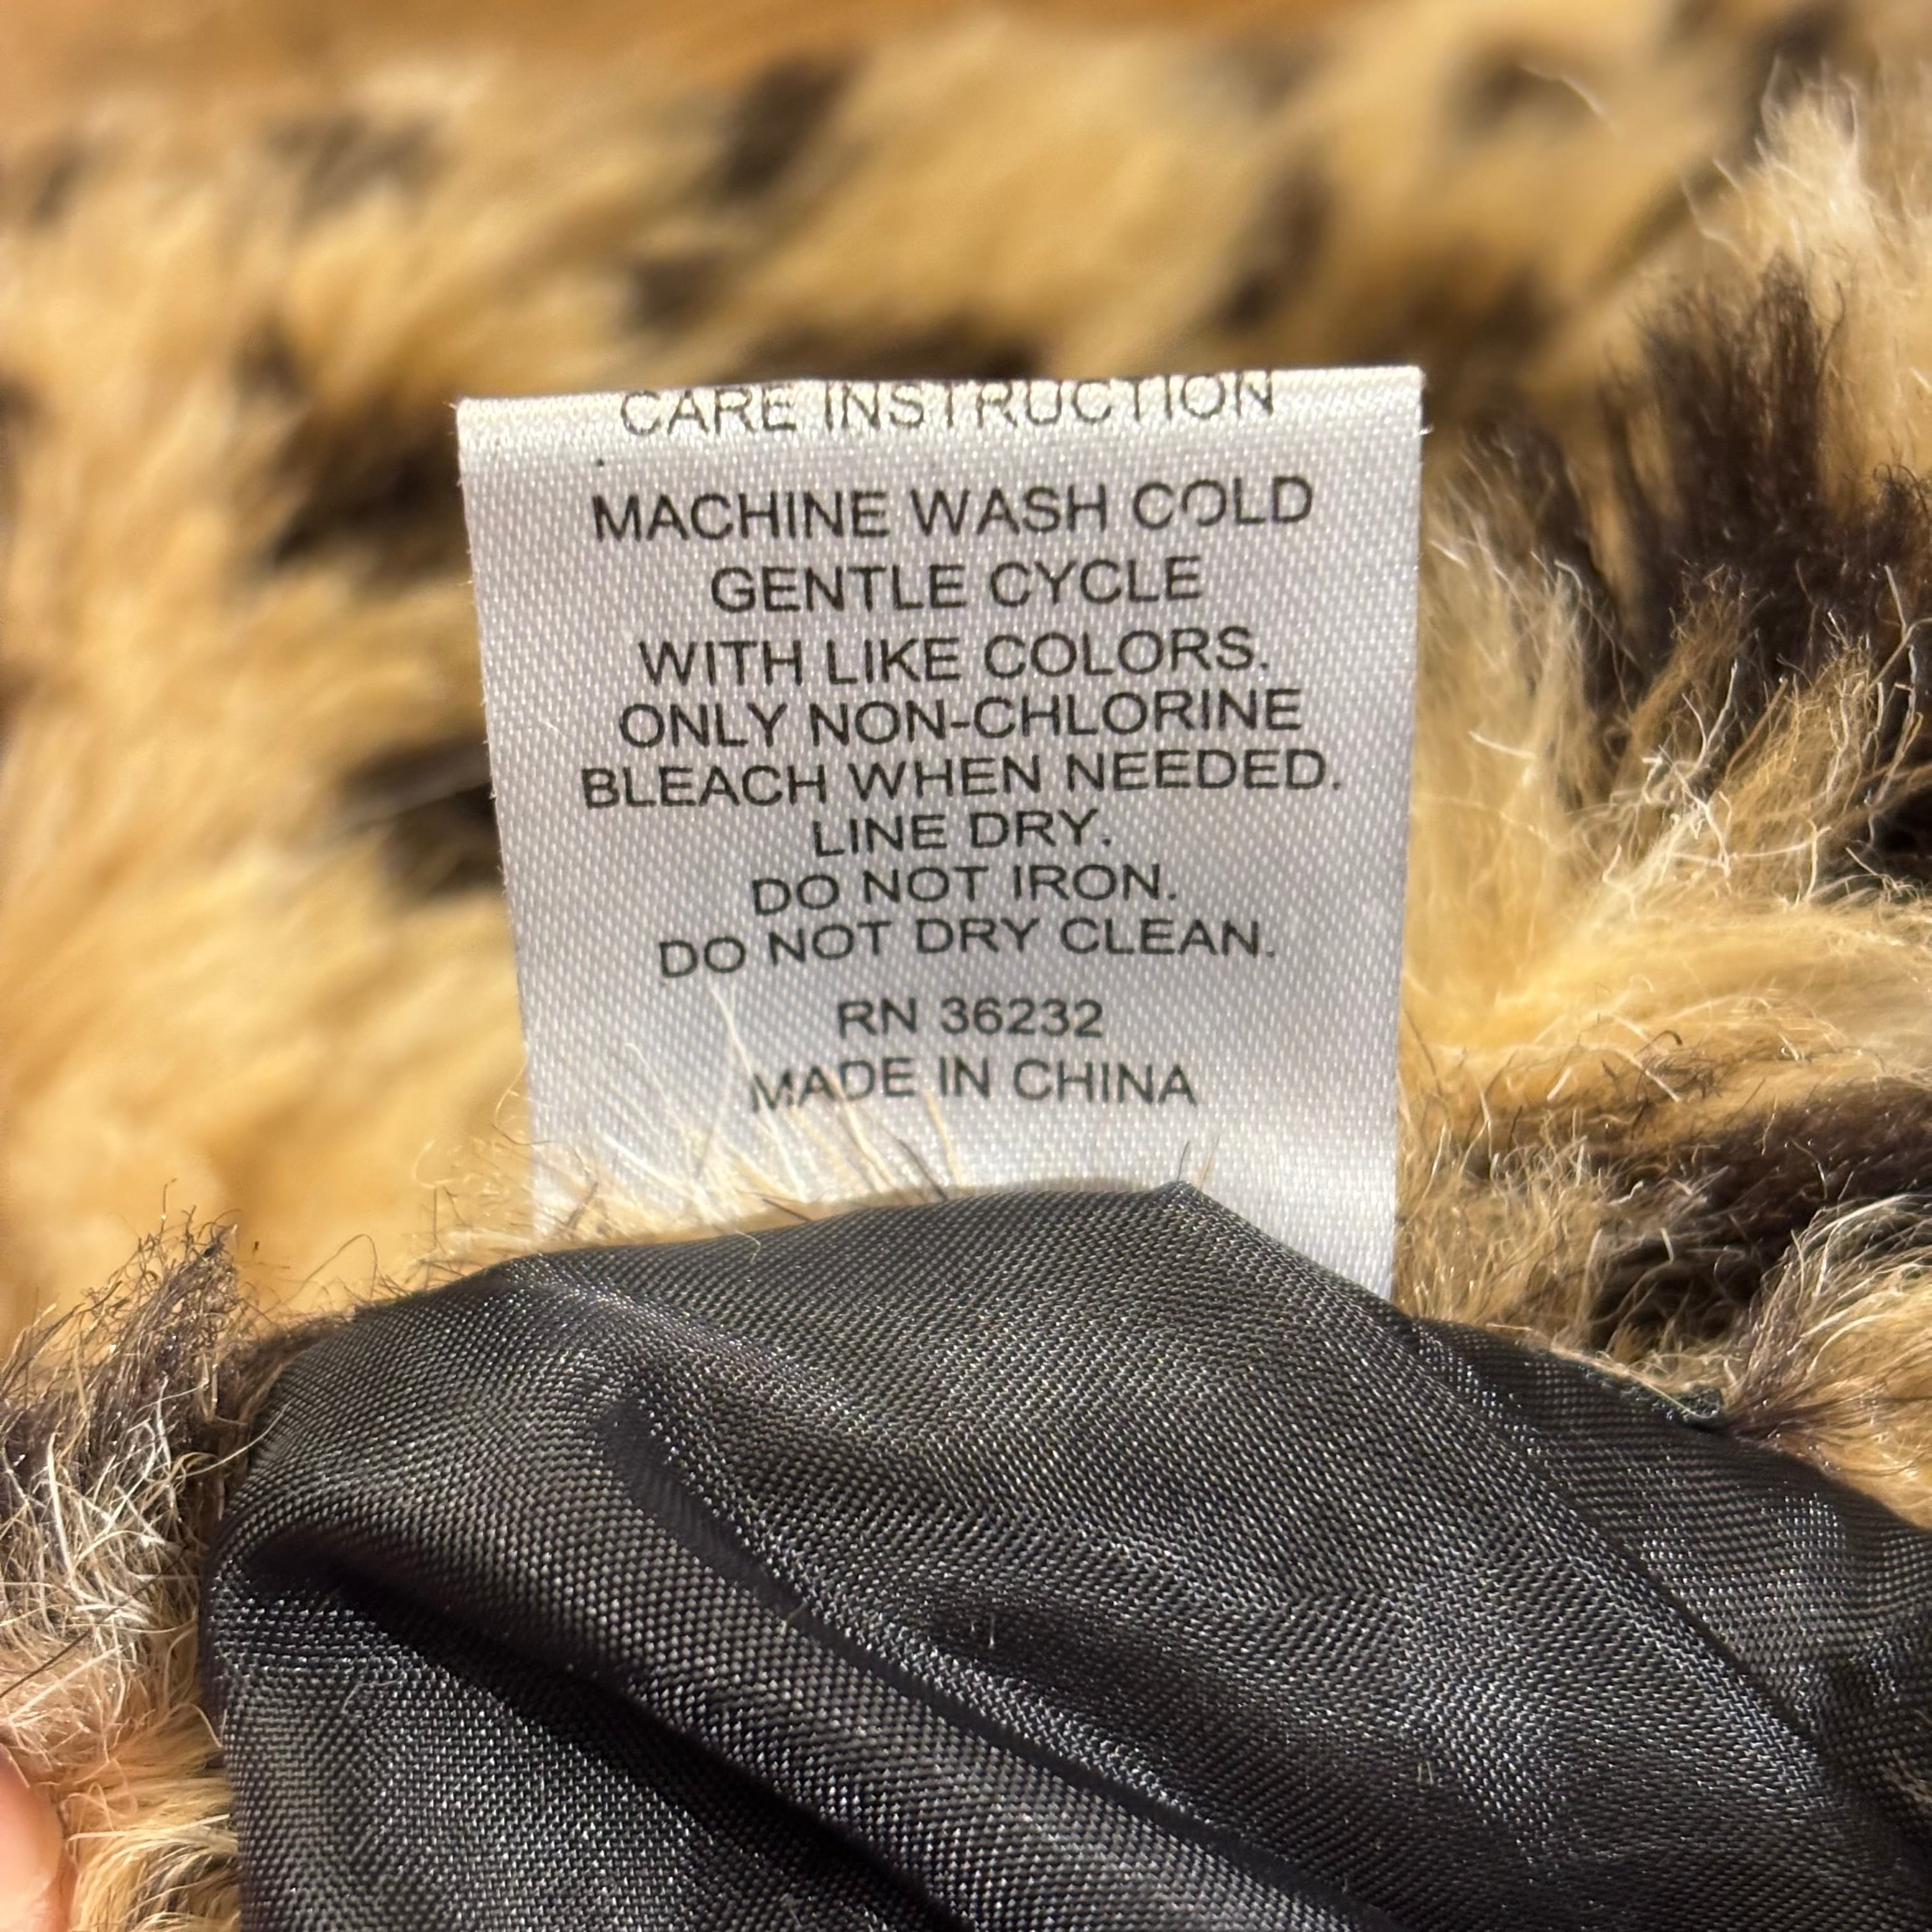 CARE INSTRUCTION
MACHINE WASH COLD
GENTLE CYCLE
WITH LIKE COLORS.
ONLY NON-CHLORINE
BLEACH WHEN NEEDED.
LINE DRY.
DO NOT IRON.
DO NOT DRY CLEAN.
RN 36232
MADE IN CHINA